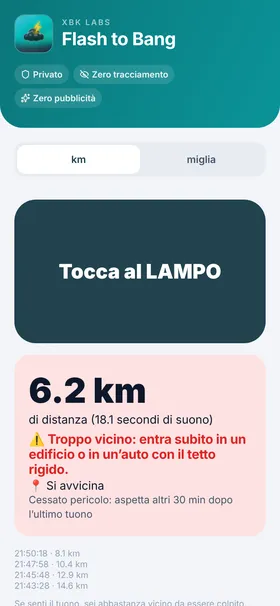 XBK LABS
Flash to Bang
Privato
Zero tracciamento
Zero pubblicità
km
miglia
Tocca al LAMPO
6.2 km
di distanza (18.1 secondi di suono)
⚠️ Troppo vicino: entra subito in un
edificio o in un'auto con il tetto
rigido.
📍 Si avvicina
Cessato pericolo: aspetta altri 30 min dopo
l'ultimo tuono
21:50:18 · 8.1 km
21:47:58 · 10.4 km
21:45:48 · 12.9 km
21:43:28 · 14.6 km
Se senti il tuono, sei abbastanza vicino da essere colpito